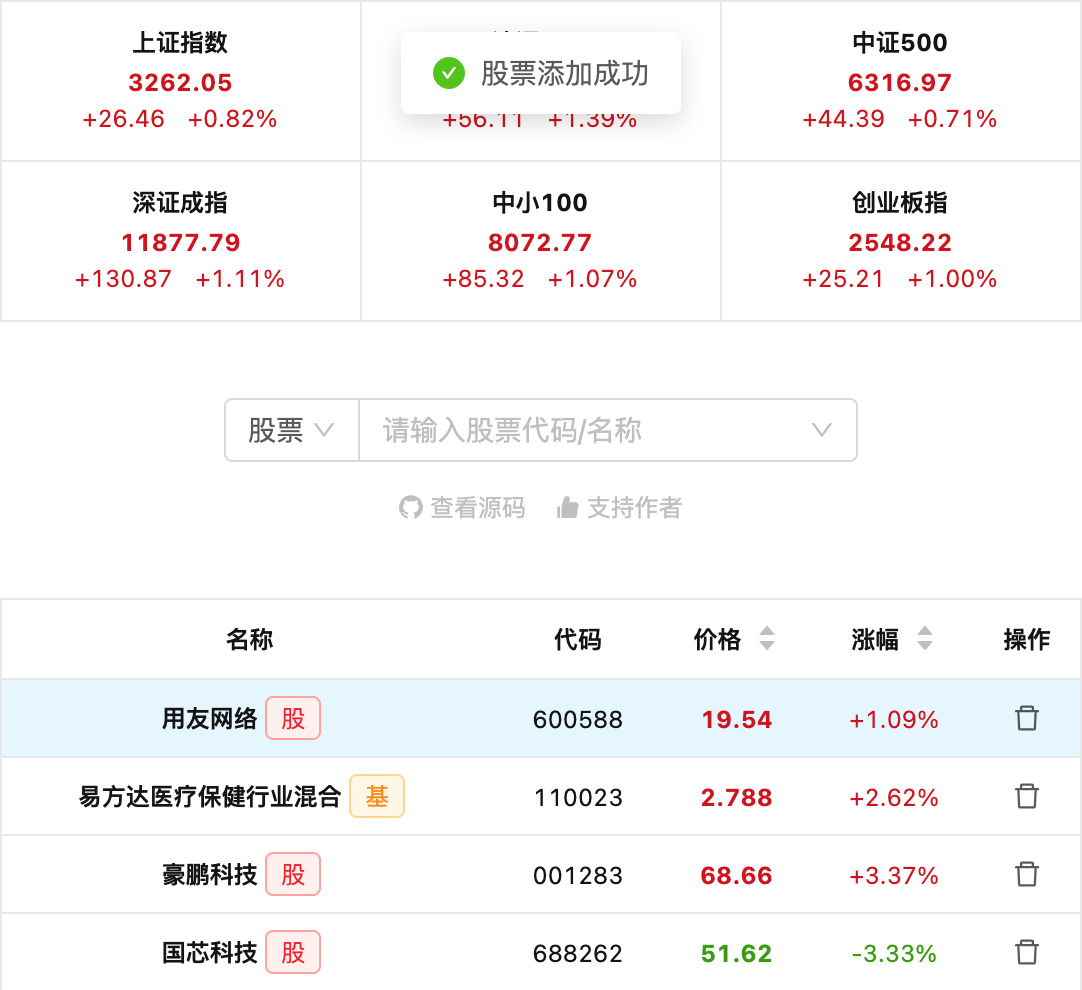 上证指数
3262.05
+26.46 +0.82%
股票添加成功
+56.11 +1.39%
中证500
6316.97
+44.39 +0.71%
深证成指
11877.79
+130.87 +1.11%
中小100
8072.77
+85.32 +1.07%
创业板指
2548.22
+25.21 +1.00%
股票 请输入股票代码/名称
查看源码 支持作者
名称 代码 价格 涨幅 操作
用友网络 股 600588 19.54 +1.09%
易方达医疗保健行业混合 基 110023 2.788 +2.62%
豪鹏科技 股 001283 68.66 +3.37%
国芯科技 股 688262 51.62 -3.33%